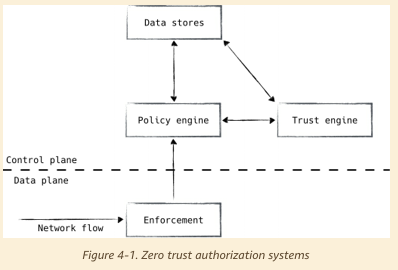 Data stores
Policy engine
Trust engine
Control plane
Data plane
Enforcement
Network flow
Figure 4-1. Zero trust authorization systems